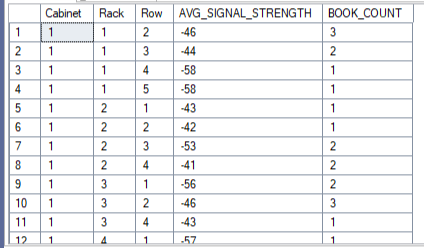 Cabinet Rack Row AVG_SIGNAL_STRENGTH BOOK_COUNT
1 1 1 2 -46 3
2 1 1 3 -44 2
3 1 1 4 -58 1
4 1 1 5 -58 1
5 1 2 1 -43 1
6 1 2 2 -42 1
7 1 2 3 -53 2
8 1 2 4 -41 2
9 1 3 1 -56 2
10 1 3 2 -46 3
11 1 3 4 -43 1
12 1 4 1 -57 1